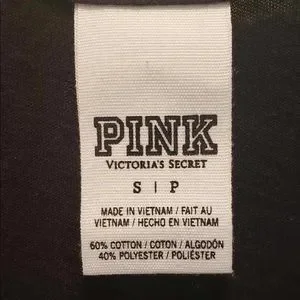 PINK
VICTORIA'S SECRET
S | P
MADE IN VIETNAM / FAIT AU
VIETNAM / HECHO EN VIETNAM
60% COTTON / COTON / ALGODÓN
40% POLYESTER / POLIÉSTER